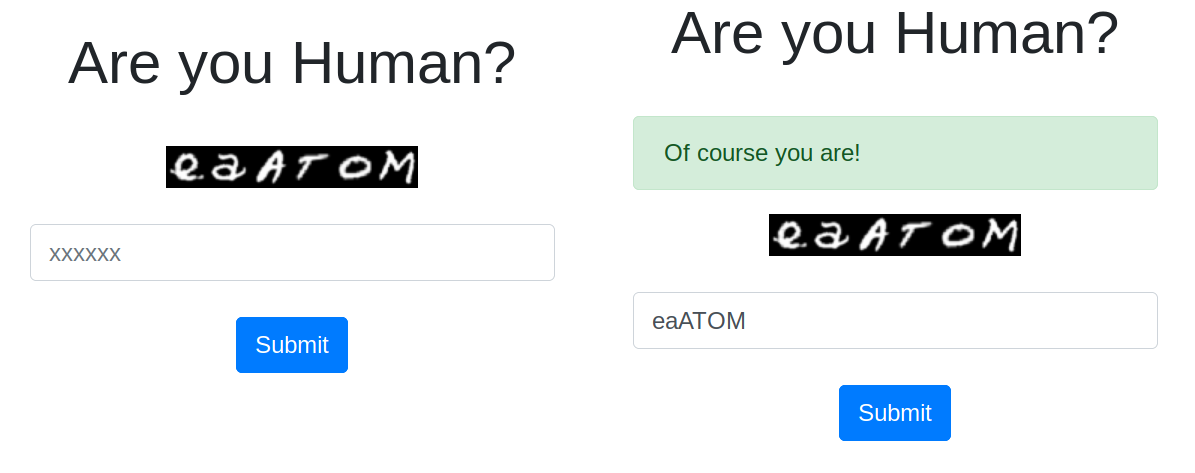 Are you Human?
eaATOM
xxxxxx
Submit
Are you Human?
Of course you are!
eaATOM
eaATOM
Submit